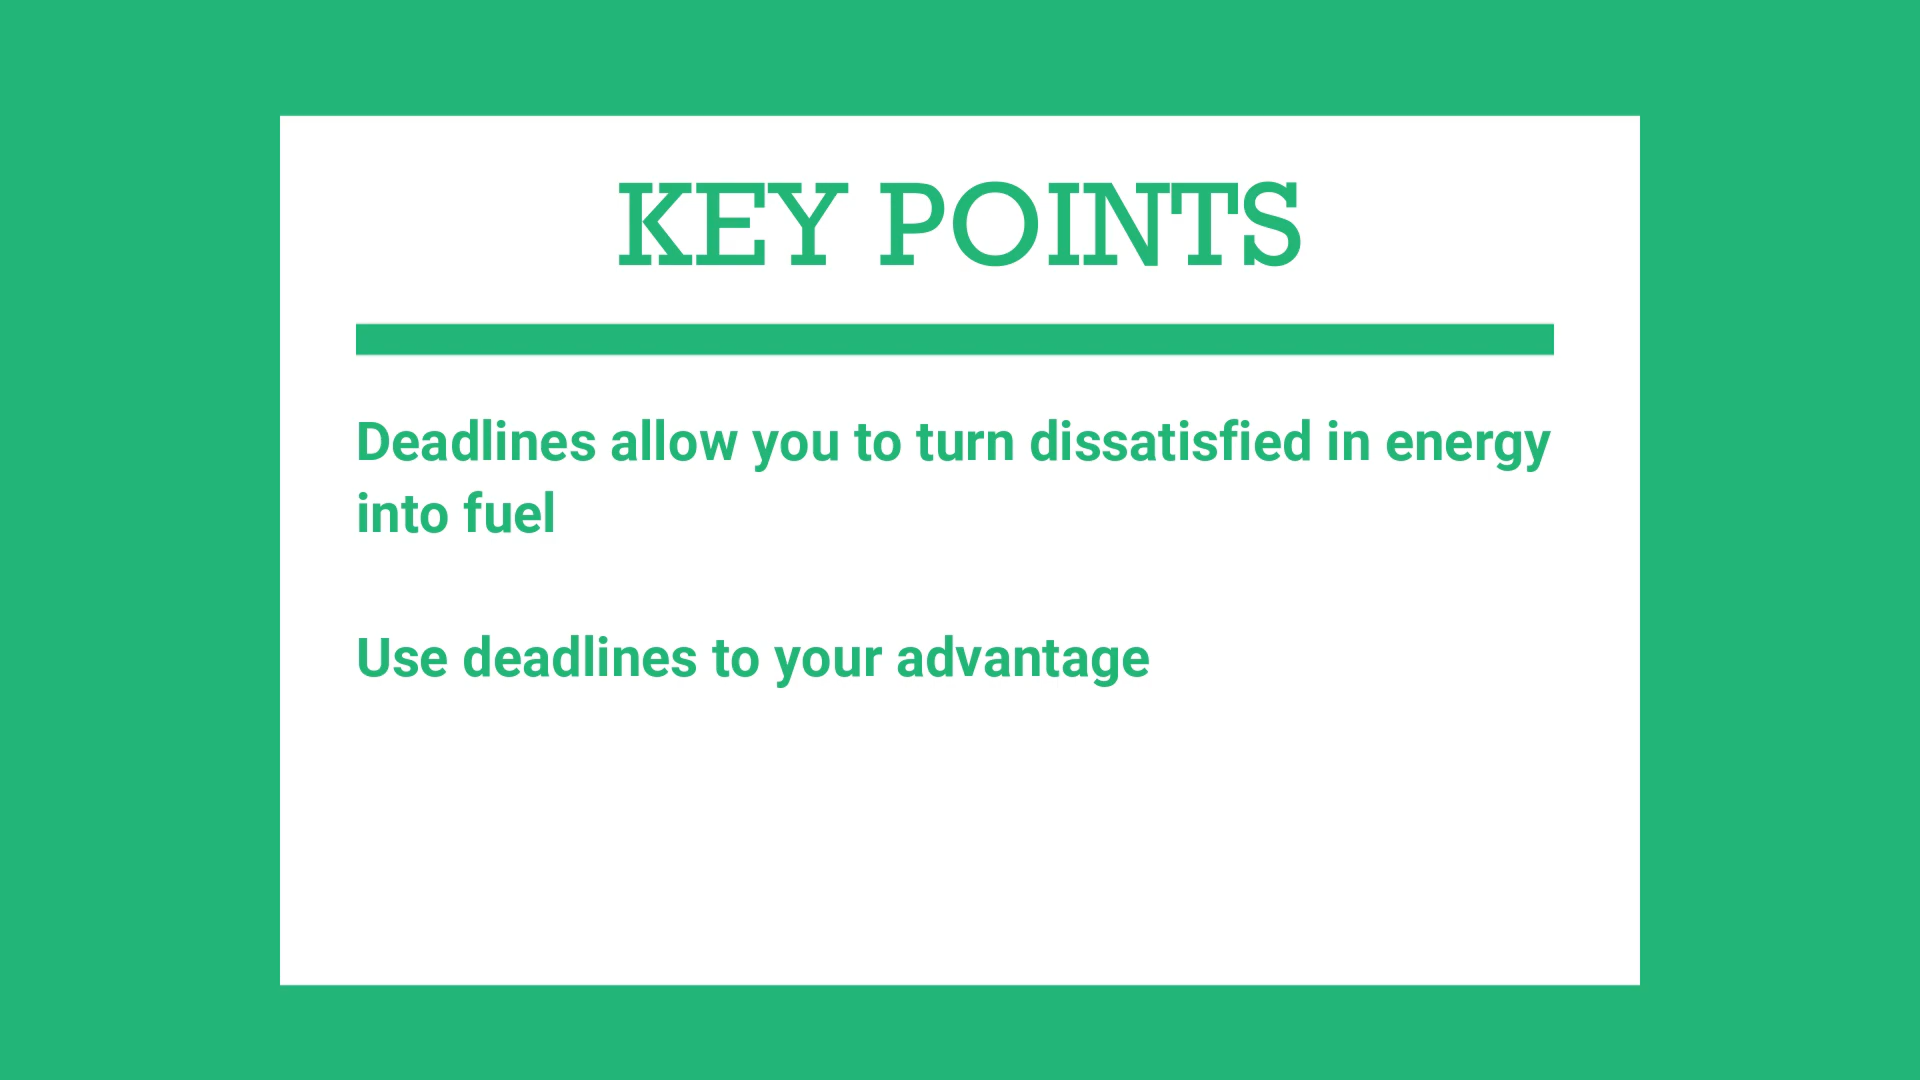 KEY POINTS
Deadlines allow you to turn dissatisfied in energy
into fuel
Use deadlines to your advantage